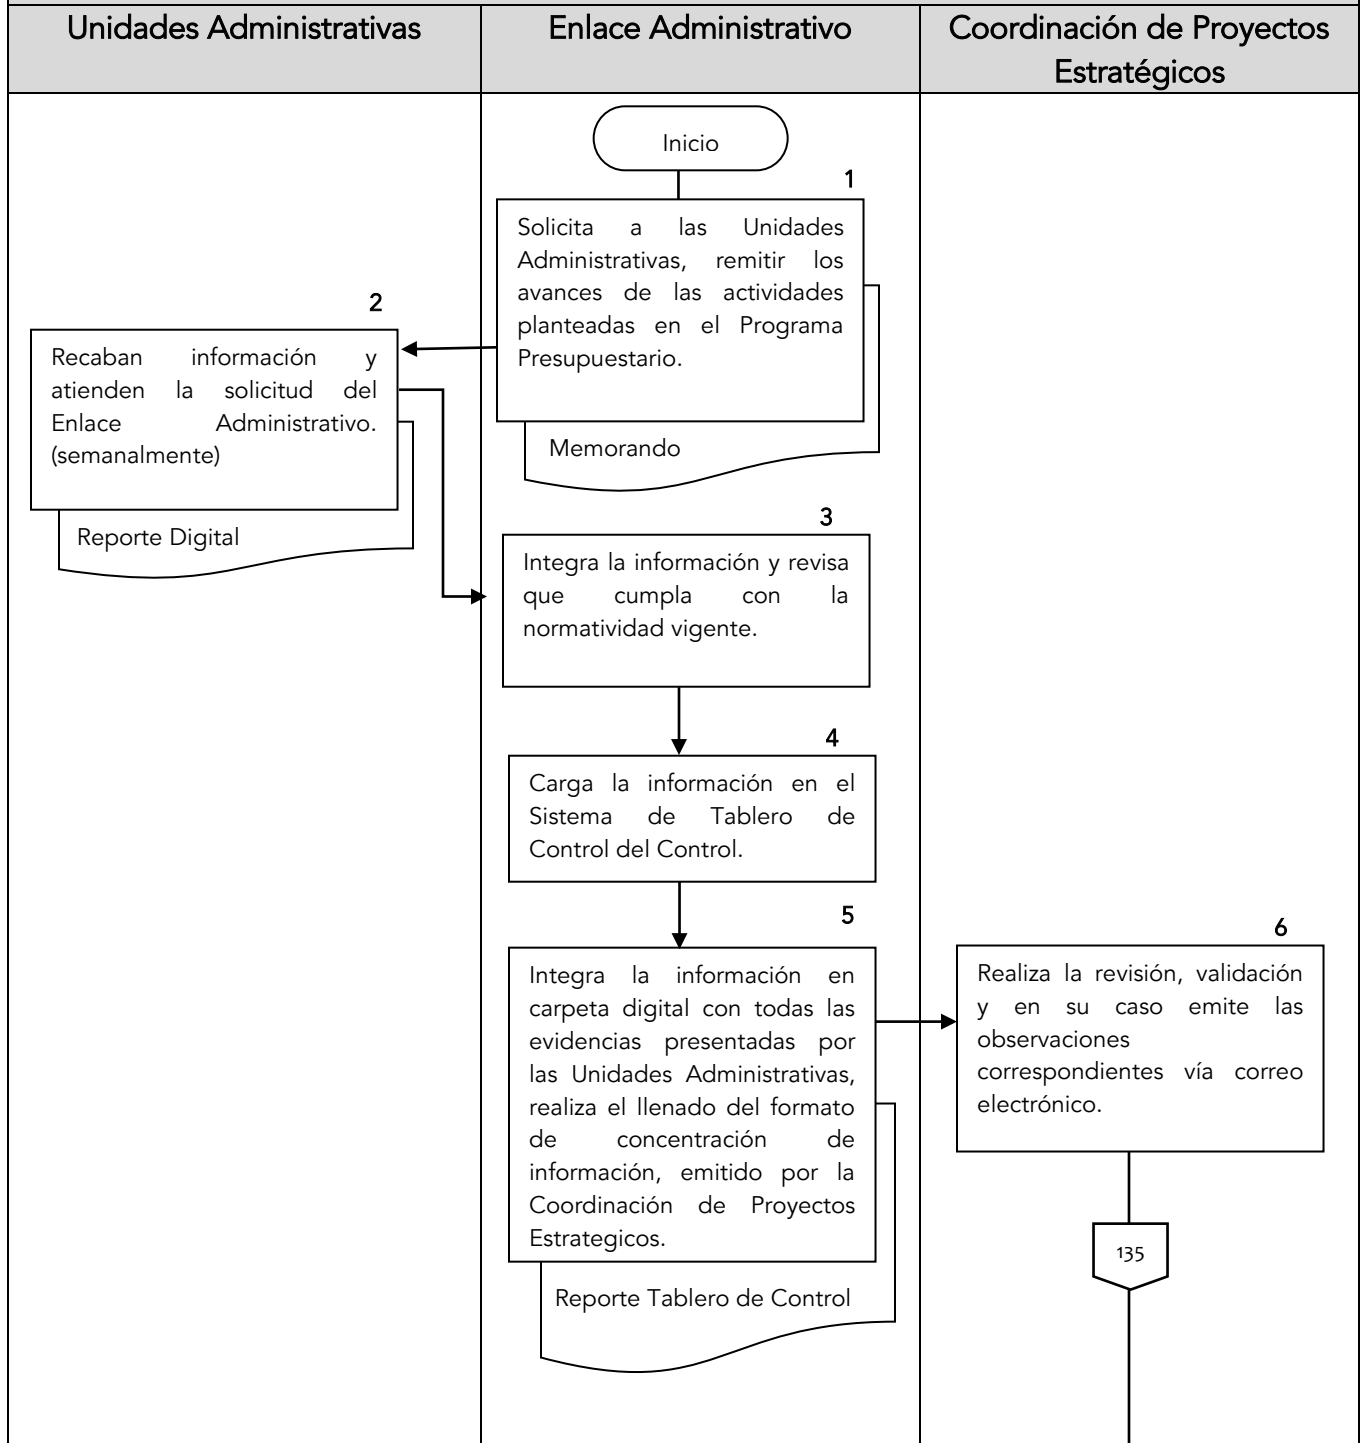 Unidades Administrativas
Enlace Administrativo
Coordinación de Proyectos
Estratégicos
Inicio
1
Solicita a las Unidades
Administrativas, remitir los
avances de las actividades
planteadas en el Programa
Presupuestario.
Memorando
2
Recaban información y
atienden la solicitud del
Enlace Administrativo.
(semanalmente)
Reporte Digital
3
Integra la información y revisa
que cumpla con la
normatividad vigente.
4
Carga la información en el
Sistema de Tablero de
Control del Control.
5
Integra la información en
carpeta digital con todas las
evidencias presentadas por
las Unidades Administrativas,
realiza el llenado del formato
de concentración de
información, emitido por la
Coordinación de Proyectos
Estrategicos.
Reporte Tablero de Control
6
Realiza la revisión, validación
y en su caso emite las
observaciones
correspondientes vía correo
electrónico.
135